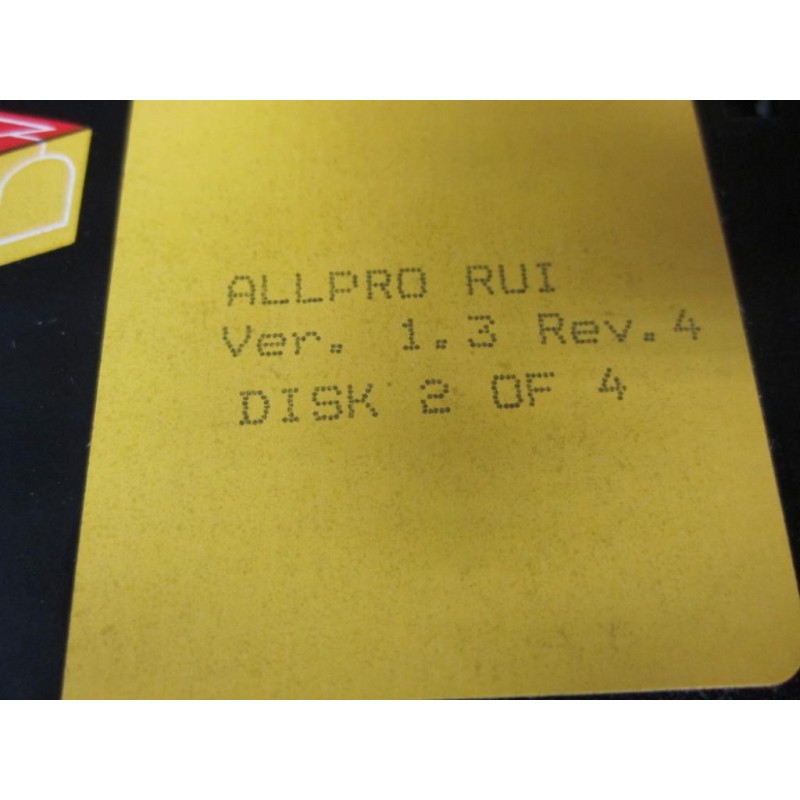 ALLPRO RUI
Ver. 1.3 Rev.4
DISK 2 OF 4